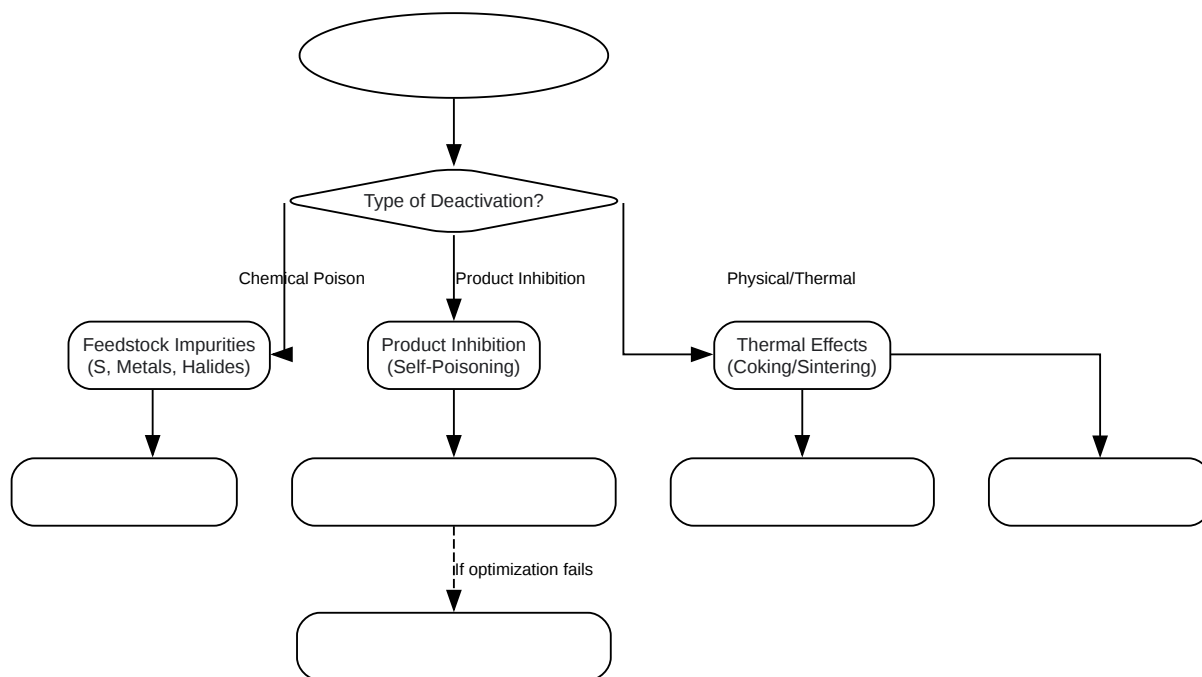 Type of Deactivation?
Chemical Poison
Product Inhibition
Physical/Thermal
Feedstock Impurities
(S, Metals, Halides)
Product Inhibition
(Self-Poisoning)
Thermal Effects
(Coking/Sintering)
If optimization fails